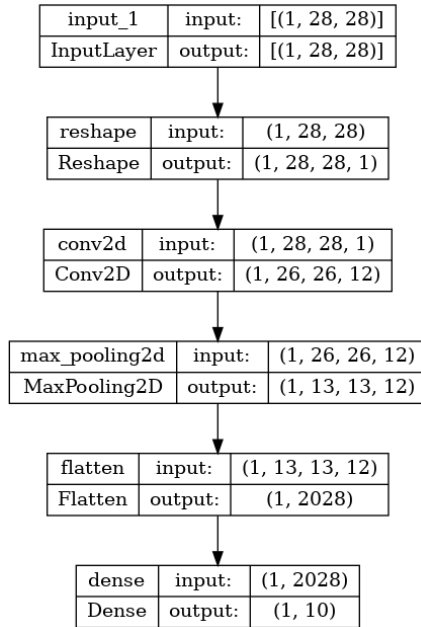 input_1 input: [(1, 28, 28)]
InputLayer output: [(1, 28, 28)]
reshape input: (1, 28, 28)
Reshape output: (1, 28, 28, 1)
conv2d input: (1, 28, 28, 1)
Conv2D output: (1, 26, 26, 12)
max_pooling2d input: (1, 26, 26, 12)
MaxPooling2D output: (1, 13, 13, 12)
flatten input: (1, 13, 13, 12)
Flatten output: (1, 2028)
dense input: (1, 2028)
Dense output: (1, 10)